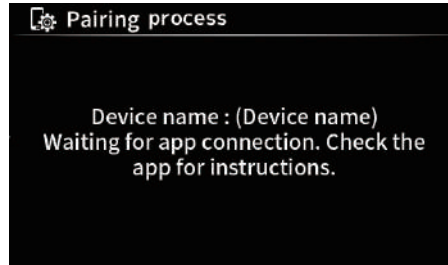 Pairing process
Device name : (Device name)
Waiting for app connection. Check the
app for instructions.